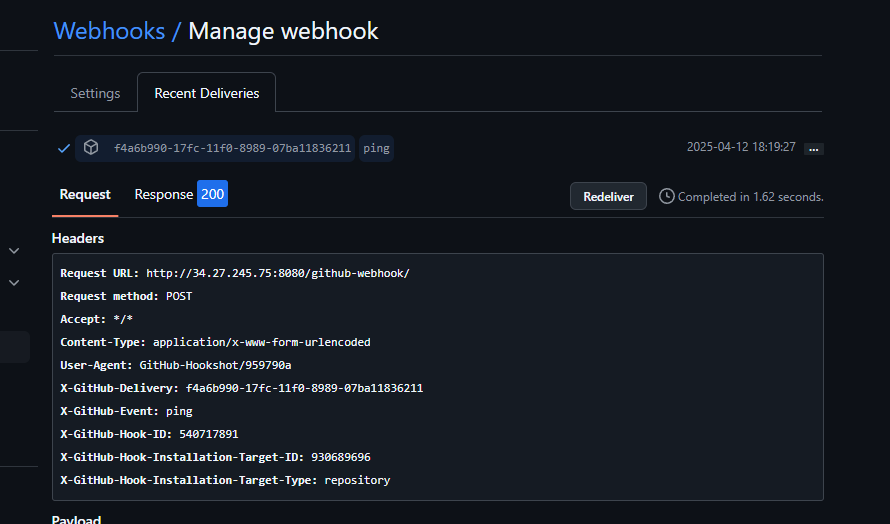 Webhooks / Manage webhook
Settings
Recent Deliveries
f4a6b990-17fc-11f0-8989-07ba11836211 ping 2025-04-12 18:19:27 ...
Request Response 200 Redeliver Completed in 1.62 seconds.
Headers
Request URL: http://34.27.245.75:8080/github-webhook/
Request method: POST
Accept: */*
Content-Type: application/x-www-form-urlencoded
User-Agent: GitHub-Hookshot/959790a
X-GitHub-Delivery: f4a6b990-17fc-11f0-8989-07ba11836211
X-GitHub-Event: ping
X-GitHub-Hook-ID: 540717891
X-GitHub-Hook-Installation-Target-ID: 930689696
X-GitHub-Hook-Installation-Target-Type: repository
Payload